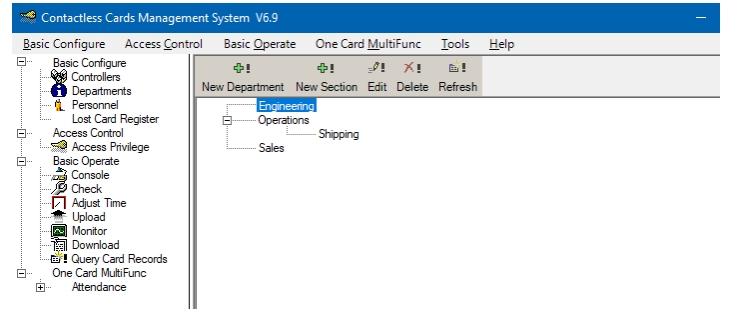 Contactless Cards Management System V6.9
Basic Configure Access Control Basic Operate One Card MultiFunc Tools Help
Basic Configure
Controllers
Departments
Personnel
Lost Card Register
Access Control
Access Privilege
Basic Operate
Console
Check
Adjust Time
Upload
Monitor
Download
Query Card Records
One Card MultiFunc
Attendance
New Department New Section Edit Delete Refresh
Engineering
Operations
Shipping
Sales